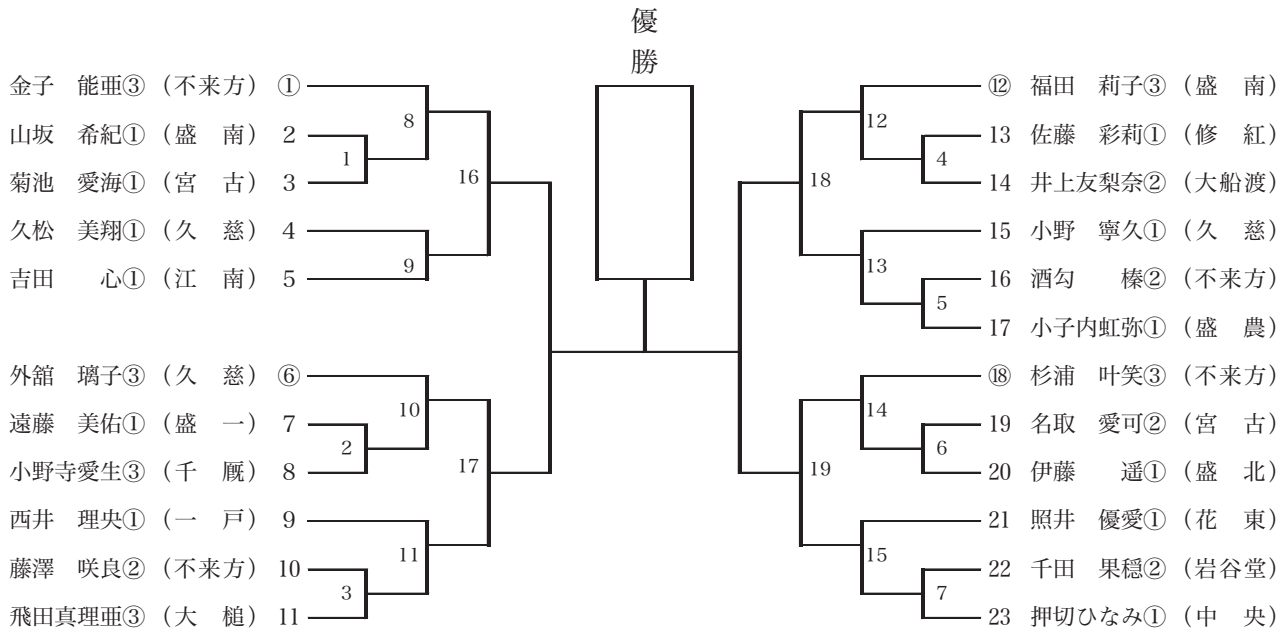 優
勝
金子　能亜③（不来方）①
山坂　希紀①（盛　南）2
菊池　愛海①（宮　古）3
久松　美翔①（久　慈）4
吉田　　心①（江　南）5
外舘　璃子③（久　慈）⑥
遠藤　美佑①（盛　一）7
小野寺愛生③（千　厩）8
西井　理央①（一　戸）9
藤澤　咲良②（不来方）10
飛田真理亜③（大　槌）11
8
1
16
9
10
2
17
11
3
12
4
18
13
5
14
6
19
15
7
⑫　福田　莉子③（盛　南）
13　佐藤　彩莉①（修　紅）
14　井上友梨奈②（大船渡）
15　小野　寧久①（久　慈）
16　酒勾　　榛②（不来方）
17　小子内虹弥①（盛　農）
⑱　杉浦　叶笑③（不来方）
19　名取　愛可②（宮　古）
20　伊藤　　遥①（盛　北）
21　照井　優愛①（花　東）
22　千田　果穏②（岩谷堂）
23　押切ひなみ①（中　央）